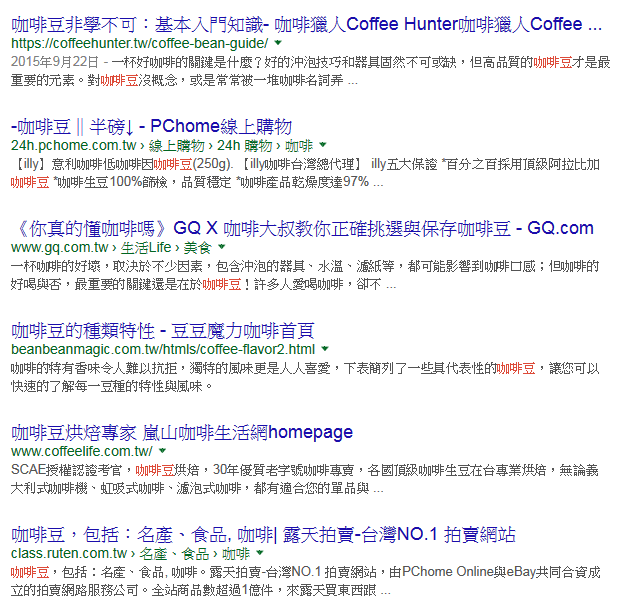 咖啡豆非學不可：基本入門知識- 咖啡獵人Coffee Hunter咖啡獵人Coffee ...
https://coffeehunter.tw/coffee-bean-guide/
2015年9月22日 - 一杯好咖啡的關鍵是什麼？好的沖泡技巧和器具固然不可或缺，但高品質的咖啡豆才是最
重要的元素。對咖啡豆沒概念，或是常常被一堆咖啡名詞弄 ...
-咖啡豆 ‖ 半磅↓ - PChome線上購物
24h.pchome.com.tw › 線上購物 › 24h 購物 › 咖啡
【illy】意利咖啡低咖啡因咖啡豆(250g). 【illy咖啡台灣總代理】 illy五大保證 *百分之百採用頂級阿拉比加
咖啡豆 *咖啡生豆100%篩檢，品質穩定 *咖啡產品乾燥度達97% ...
《你真的懂咖啡嗎》GQ X 咖啡大叔教你正確挑選與保存咖啡豆 - GQ.com
www.gq.com.tw › 生活Life › 美食
一杯咖啡的好壞，取決於不少因素，包含沖泡的器具、水溫、濾紙等，都可能影響到咖啡口感；但咖啡的
好喝與否，最重要的關鍵還是在於咖啡豆！許多人愛喝咖啡，卻不 ...
咖啡豆的種類特性 - 豆豆魔力咖啡首頁
beanbeanmagic.com.tw/htmls/coffee-flavor2.html
咖啡的特有香味令人難以抗拒，獨特的風味更是人人喜愛，下表簡列了一些具代表性的咖啡豆，讓您可以
快速的了解每一豆種的特性與風味。
咖啡豆烘焙專家 嵐山咖啡生活網homepage
www.coffeelife.com.tw/
SCAE授權認證考官，咖啡豆烘焙，30年優質老字號咖啡專賣，各國頂級咖啡生豆在台專業烘焙，無論義
大利式咖啡機、虹吸式咖啡、濾泡式咖啡，都有適合您的單品與 ...
咖啡豆，包括：名產、食品, 咖啡| 露天拍賣-台灣NO.1 拍賣網站
class.ruten.com.tw › 名產、食品 › 咖啡
咖啡豆，包括：名產、食品, 咖啡。露天拍賣-台灣NO.1 拍賣網站，由PChome Online與eBay共同合資成
立的拍賣網路服務公司。全站商品數超過1億件，來露天買東西跟 ...